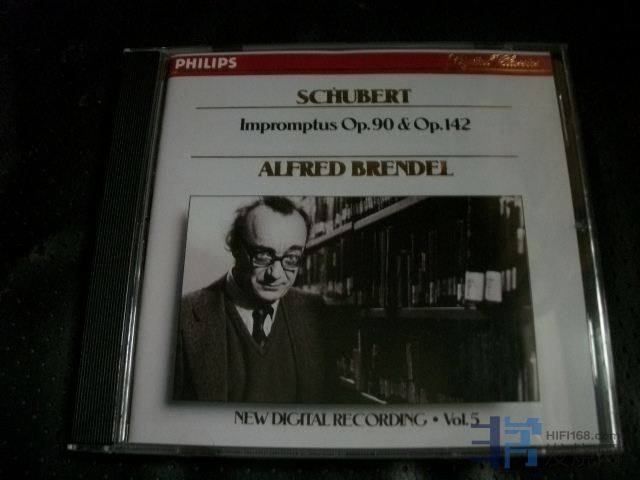 PHILIPS
Digital Classics
SCHUBERT
Impromptus Op.90 & Op.142
ALFRED BRENDEL
NEW DIGITAL RECORDING • Vol.5
HIFI168.com